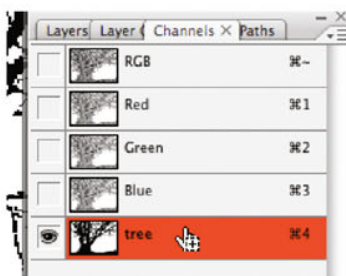 Layers Layer ( Channels × Paths
RGB ⌘~
Red ⌘1
Green ⌘2
Blue ⌘3
tree ⌘4